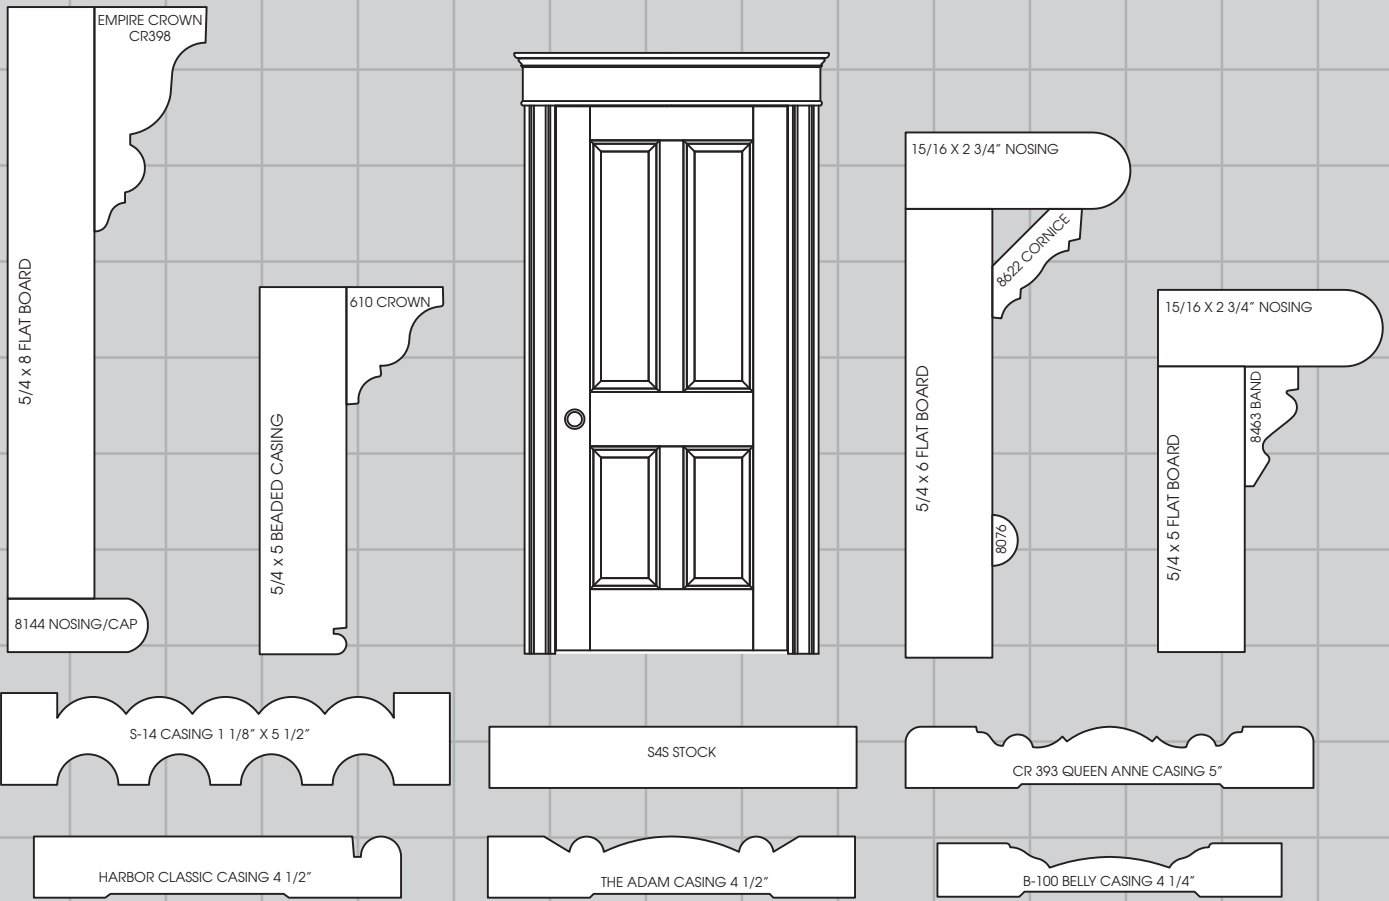 EMPIRE CROWN
CR398
5/4 x 8 FLAT BOARD
8144 NOSING/CAP
610 CROWN
5/4 x 5 BEADED CASING
15/16 X 2 3/4” NOSING
8622 CORNICE
5/4 x 6 FLAT BOARD
8076
15/16 X 2 3/4” NOSING
8463 BAND
5/4 x 5 FLAT BOARD
S-14 CASING 1 1/8” X 5 1/2”
S4S STOCK
CR 393 QUEEN ANNE CASING 5”
HARBOR CLASSIC CASING 4 1/2”
THE ADAM CASING 4 1/2”
B-100 BELLY CASING 4 1/4”